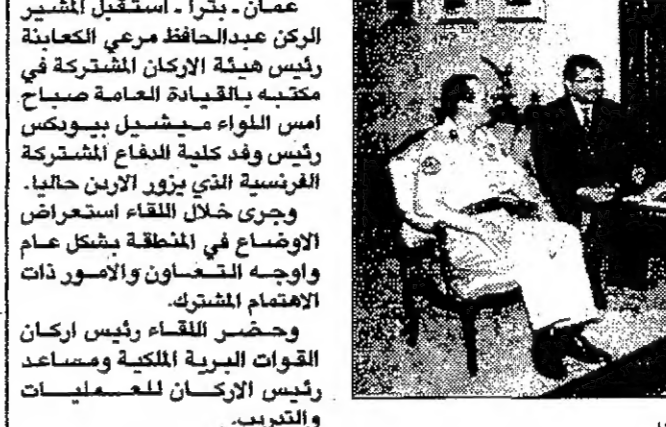 عمان ـ بترا ـ استقبل المشير
الركن عبدالحافظ مرعي الكعابنة
رئيس هيئة الاركان المشتركة في
مكتبه بالقيادة العامة صباح
امس اللواء ميشيل بيودكس
رئيس وفد كلية الدفاع المشتركة
الفرنسية الذي يزور الاردن حاليا.
وجرى خلال اللقاء استعراض
الاوضاع في المنطقة بشكل عام
واوجه التعاون والامور ذات
الاهتمام المشترك.
وحضر اللقاء رئيس اركان
القوات البرية الملكية ومساعد
رئيس الاركان للعمليات
والتدريب.